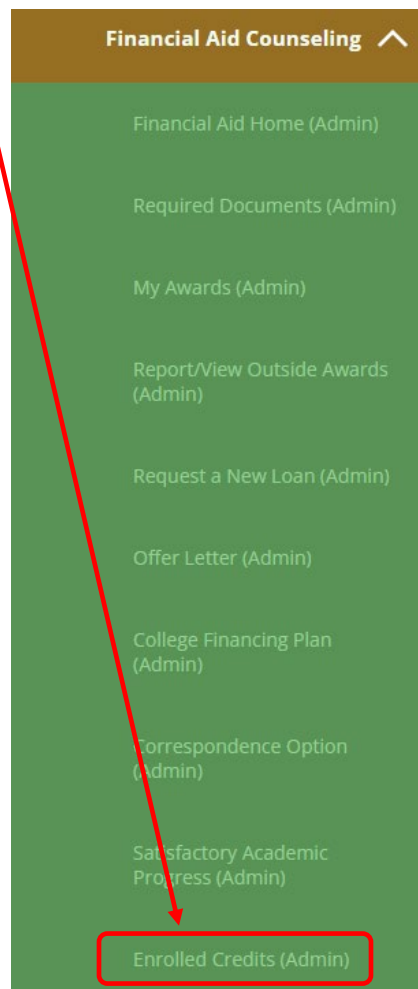 Financial Aid Counseling
Financial Aid Home (Admin)
Required Documents (Admin)
My Awards (Admin)
Report/View Outside Awards
(Admin)
Request a New Loan (Admin)
Offer Letter (Admin)
College Financing Plan
(Admin)
Correspondence Option
(Admin)
Satisfactory Academic
Progress (Admin)
Enrolled Credits (Admin)